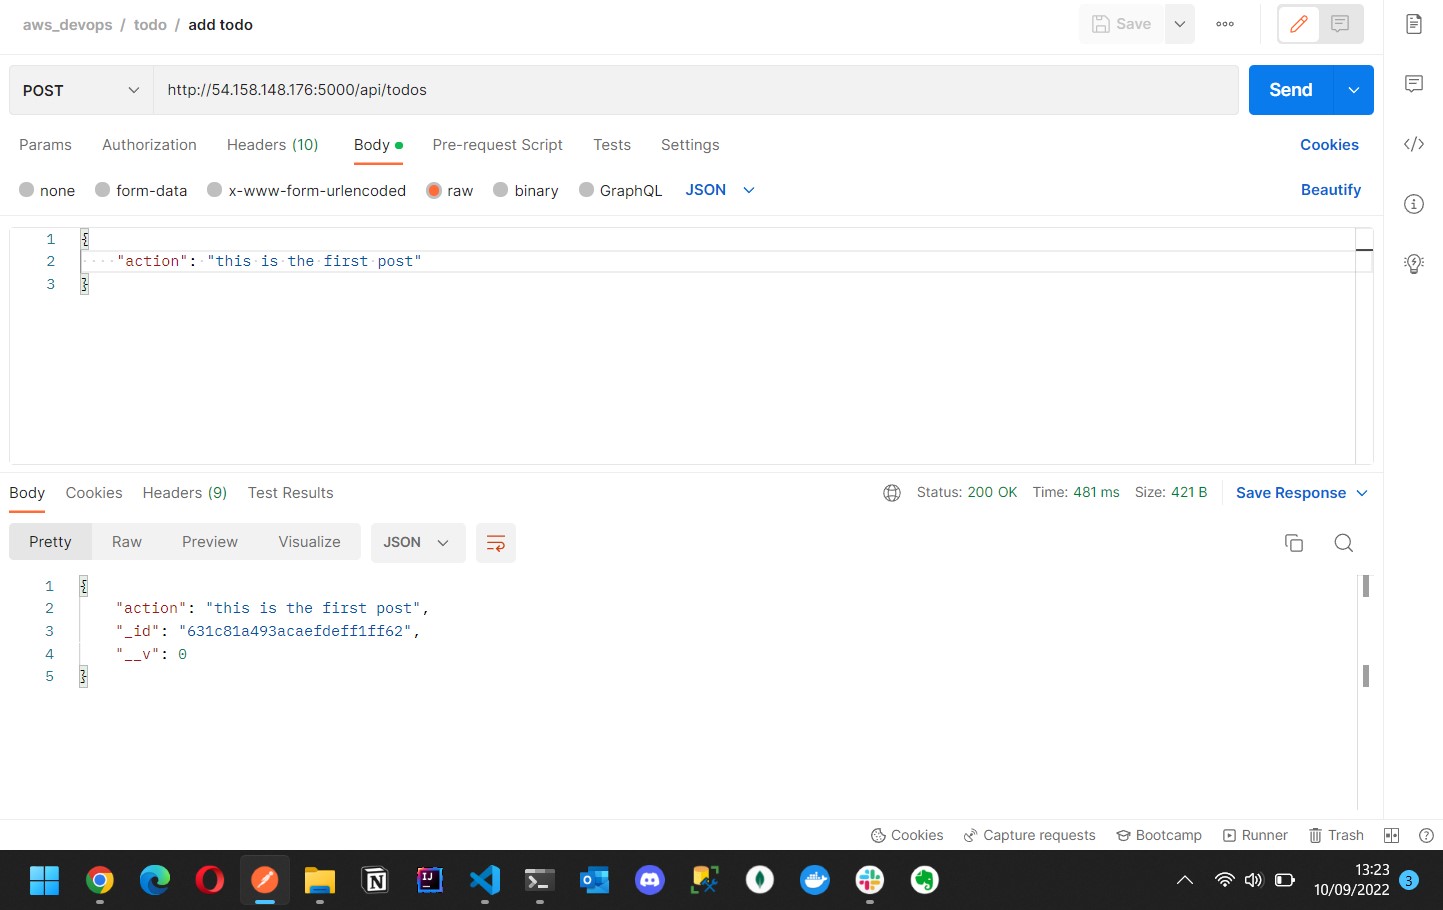 aws_devops / todo / add todo
Save
POST
http://54.158.148.176:5000/api/todos
Send
Params Authorization Headers (10) Body Pre-request Script Tests Settings Cookies
none form-data x-www-form-urlencoded raw binary GraphQL JSON Beautify
1 {
2 "action": "this is the first post"
3 }
Body Cookies Headers (9) Test Results Status: 200 OK Time: 481 ms Size: 421 B Save Response
Pretty Raw Preview Visualize JSON
1 {
2 "action": "this is the first post",
3 "_id": "631c81a493acaefdeff1ff62",
4 "__v": 0
5 }
Cookies Capture requests Bootcamp Runner Trash
13:23
10/09/2022 3